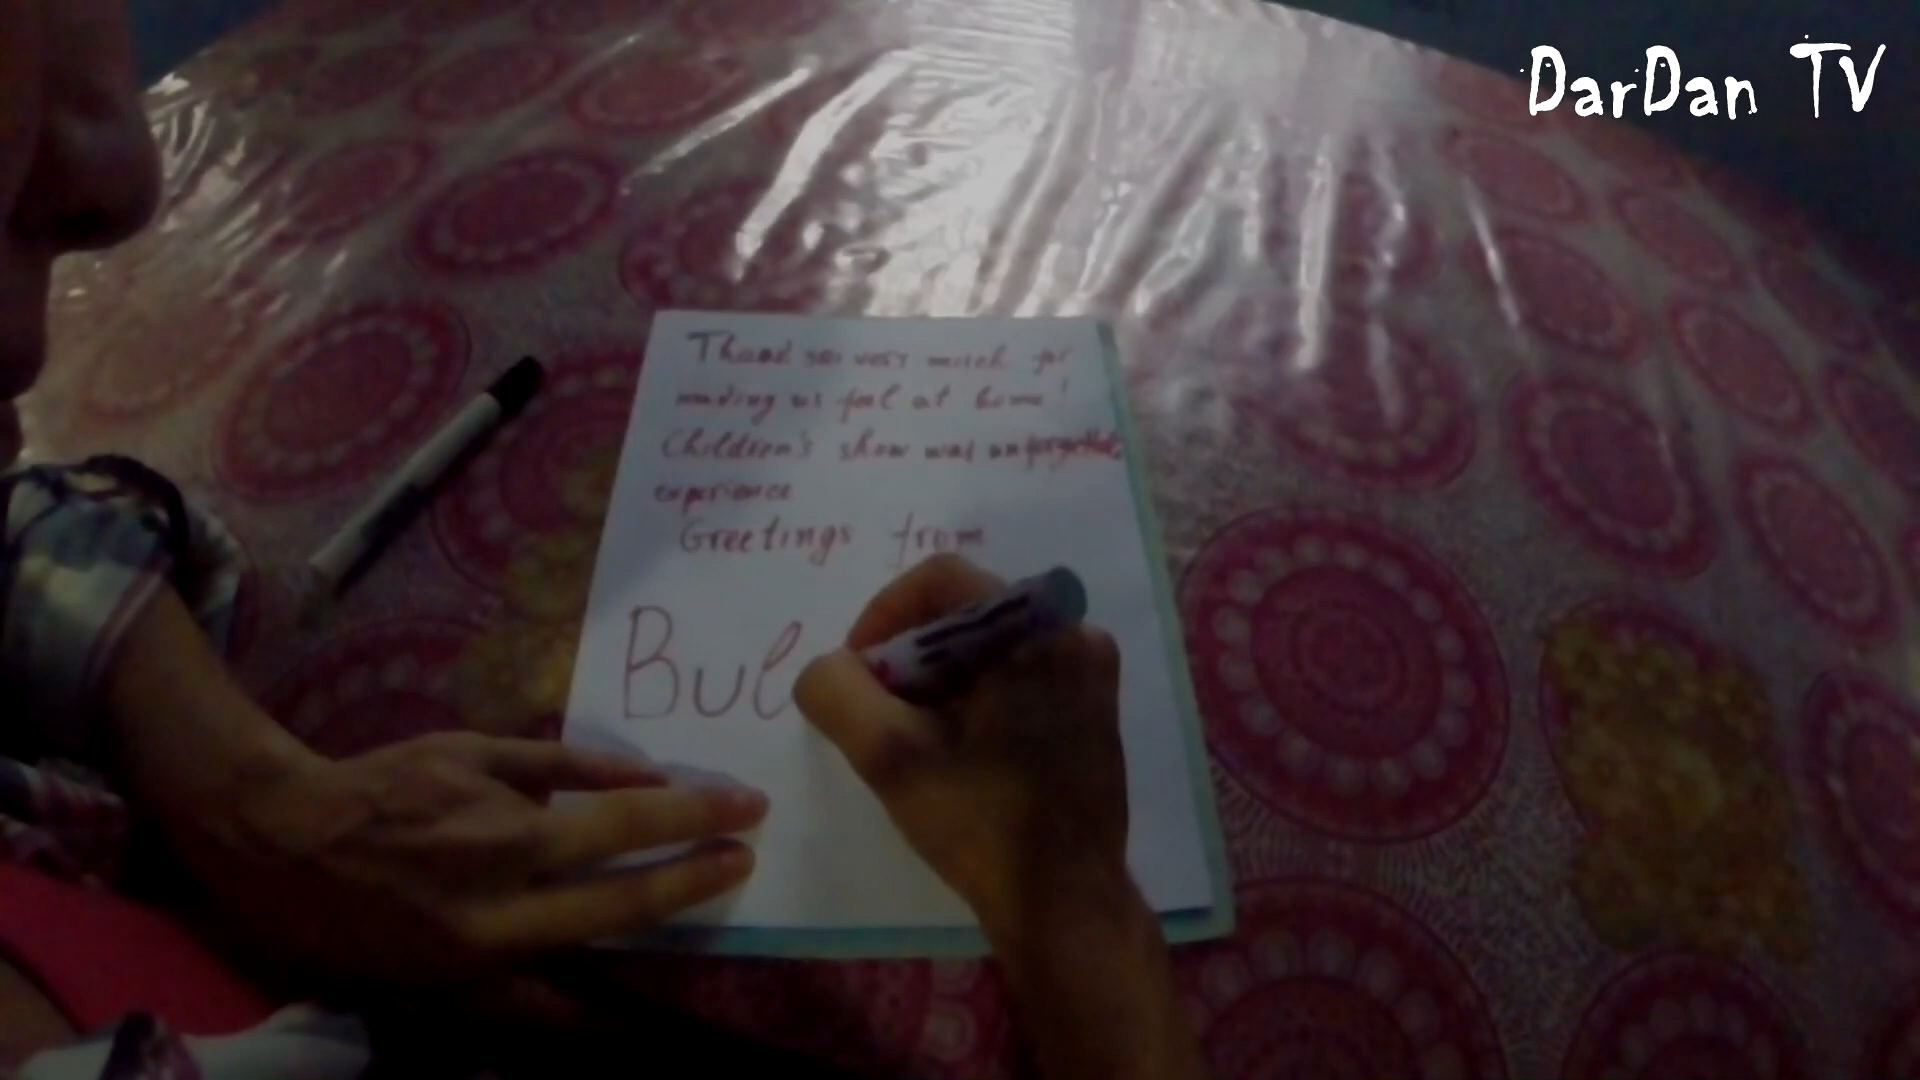 DarDan TV
Thank you very much for
making us feel at home!
Children's show was unforgettable
experience
Greetings from
Bul